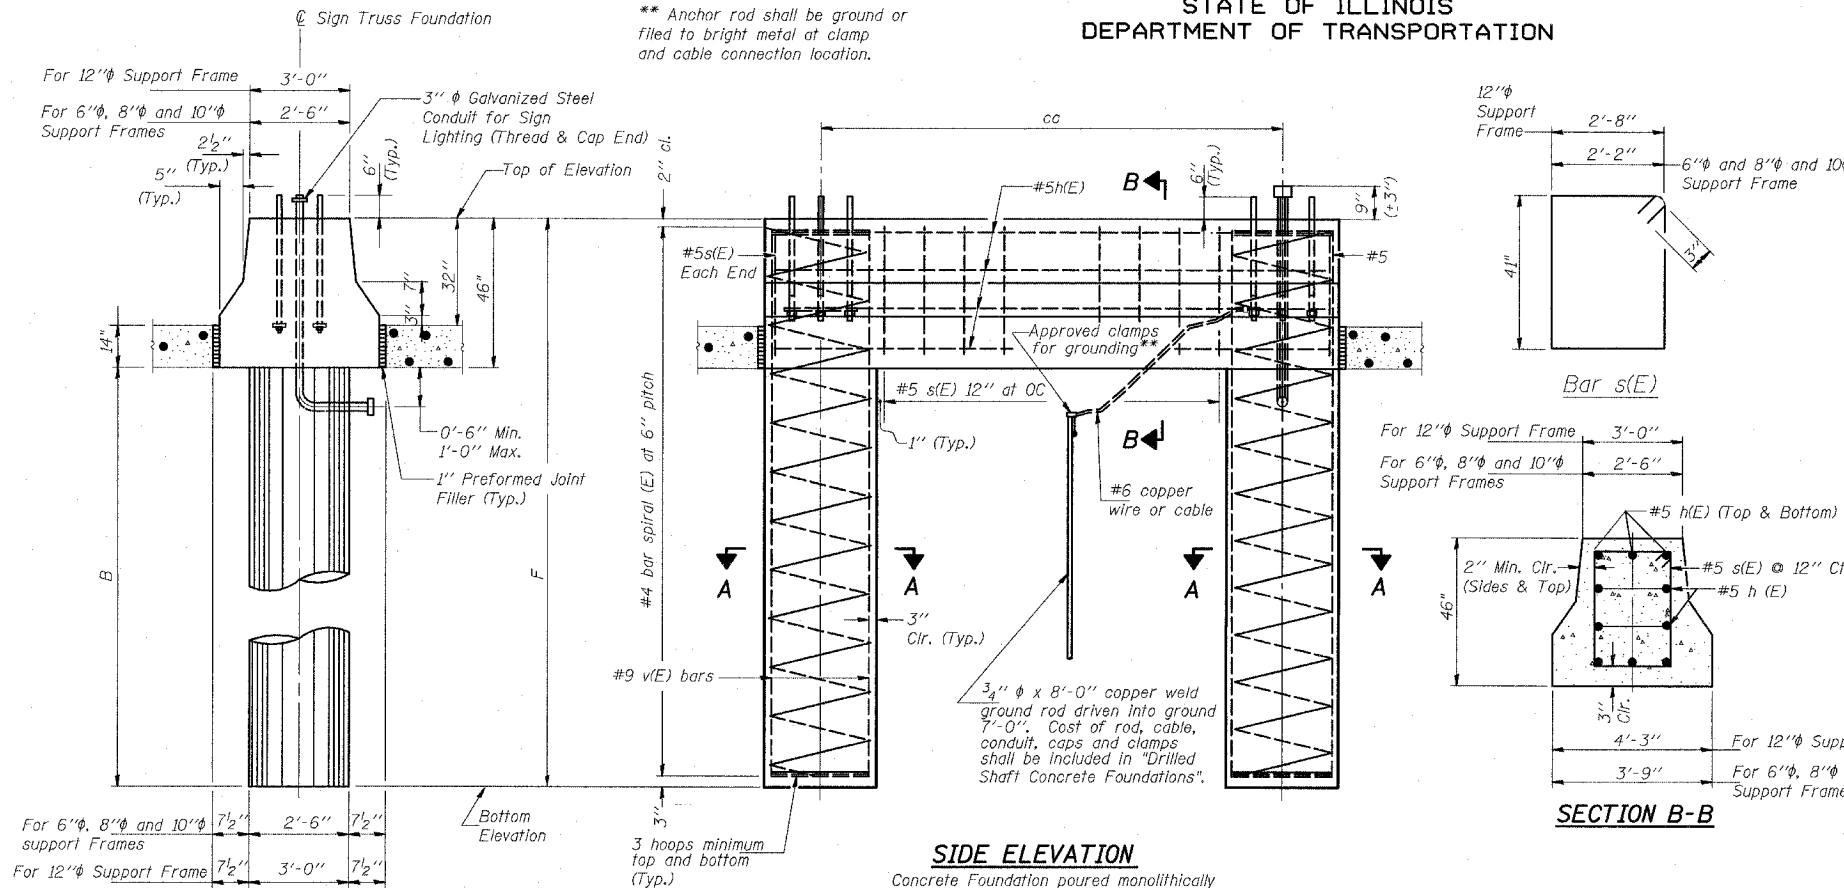 ℄ Sign Truss Foundation
** Anchor rod shall be ground or
filed to bright metal at clamp
and cable connection location.
STATE OF ILLINOIS
DEPARTMENT OF TRANSPORTATION
For 12"ϕ Support Frame
3'-0"
For 6"ϕ, 8"ϕ and 10"ϕ
Support Frames
2'-6"
2½"
(Typ.)
5"
(Typ.)
3" ϕ Galvanized Steel
Conduit for Sign
Lighting (Thread & Cap End)
6"
(Typ.)
Top of Elevation
32"
46"
7"
3"
14"
0'-6" Min.
1'-0" Max.
1" Preformed Joint
Filler (Typ.)
B
F
Bottom
Elevation
For 6"ϕ, 8"ϕ and 10"ϕ
support Frames
7½"
2'-6"
7½"
For 12"ϕ Support Frame
7½"
3'-0"
7½"
2" cl.
cc
6"
(Typ.)
9"
(±3")
B
#5h(E)
#5s(E)
Each End
#5
Approved clamps
for grounding**
#5 s(E) 12" at OC
1" (Typ.)
B
#4 bar spiral (E) at 6" pitch
#6 copper
wire or cable
A
A
A
A
3"
Clr. (Typ.)
#9 v(E) bars
¾" ϕ x 8'-0" copper weld
ground rod driven into ground
7'-0". Cost of rod, cable,
conduit, caps and clamps
shall be included in "Drilled
Shaft Concrete Foundations".
3"
3 hoops minimum
top and bottom
(Typ.)
SIDE ELEVATION
Concrete Foundation poured monolithically
12"ϕ
Support
Frame
2'-8"
2'-2"
6"ϕ and 8"ϕ and 10
Support Frame
41"
3"
Bar s(E)
For 12"ϕ Support Frame
3'-0"
For 6"ϕ, 8"ϕ and 10"ϕ
Support Frames
2'-6"
#5 h(E) (Top & Bottom)
2" Min. Clr.
(Sides & Top)
#5 s(E) @ 12" Ct
#5 h (E)
46"
3"
Clr.
4'-3"
For 12"ϕ Supp
3'-9"
For 6"ϕ, 8"ϕ
Support Frame
SECTION B-B